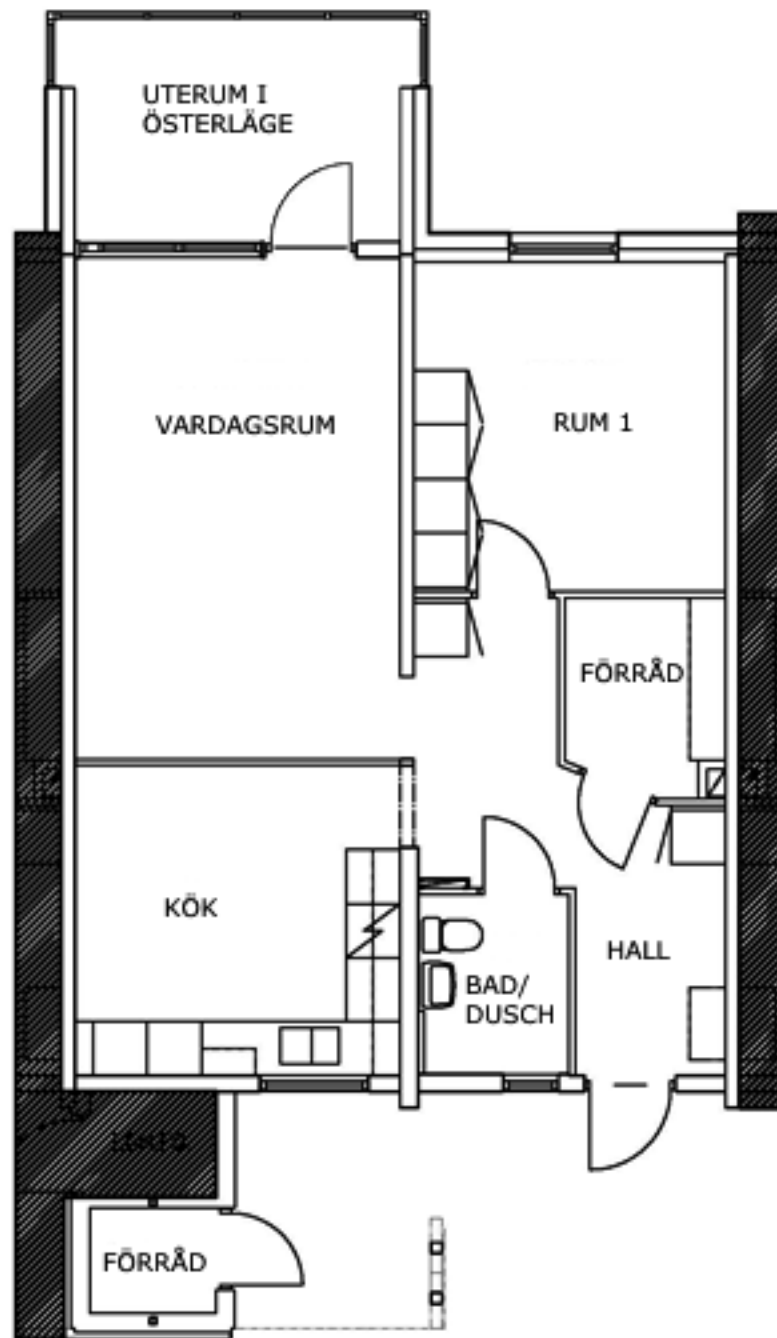 UTERUM I
ÖSTERLÄGE
VARDAGSRUM
RUM 1
FÖRRÅD
KÖK
HALL
BAD/
DUSCH
FÖRRÅD